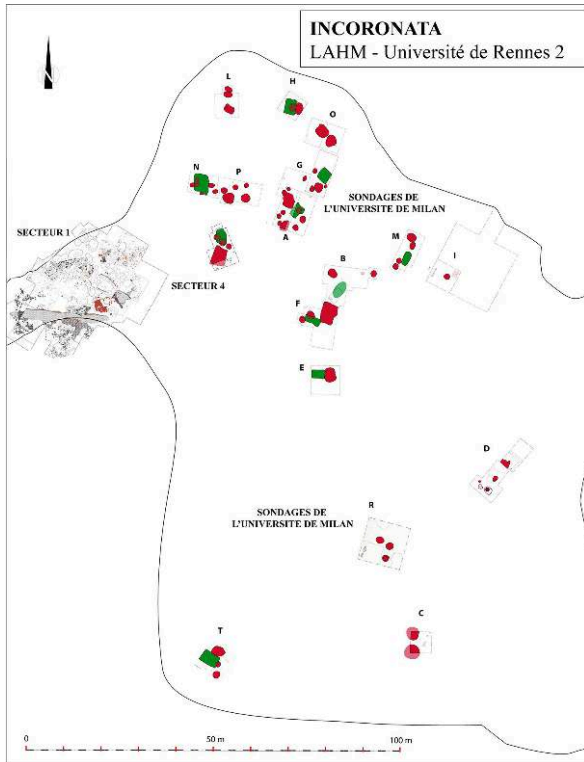 INCORONATA
LAHM - Université de Rennes 2
N
L
H
O
G
N
P
SONDAGES DE
L'UNIVERSITE DE MILAN
SECTEUR 1
A
M
B
I
SECTEUR 4
F
E
D
R
SONDAGES DE
L'UNIVERSITE DE MILAN
C
T
0
50 m
100 m